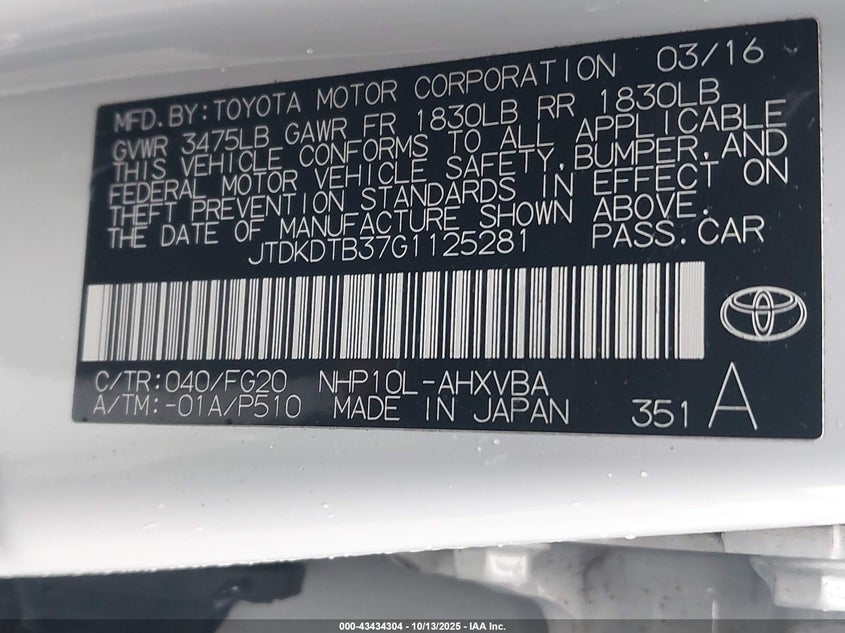 MFD.BY:TOYOTA MOTOR CORPORATION 03/16
GVWR 3475LB GAWR FR 1830LB RR 1830LB
THIS VEHICLE CONFORMS TO ALL APPLICABLE
FEDERAL MOTOR VEHICLE SAFETY,BUMPER,AND
THEFT PREVENTION STANDARDS IN EFFECT ON
THE DATE OF MANUFACTURE SHOWN ABOVE.
JTDKDTB37G1125281 PASS.CAR
C/TR:040/FG20 NHP10L-AHXVBA
A/TM:-01A/P510 MADE IN JAPAN 351 A
000-43434304 | 10/13/2025 - IAA Inc.